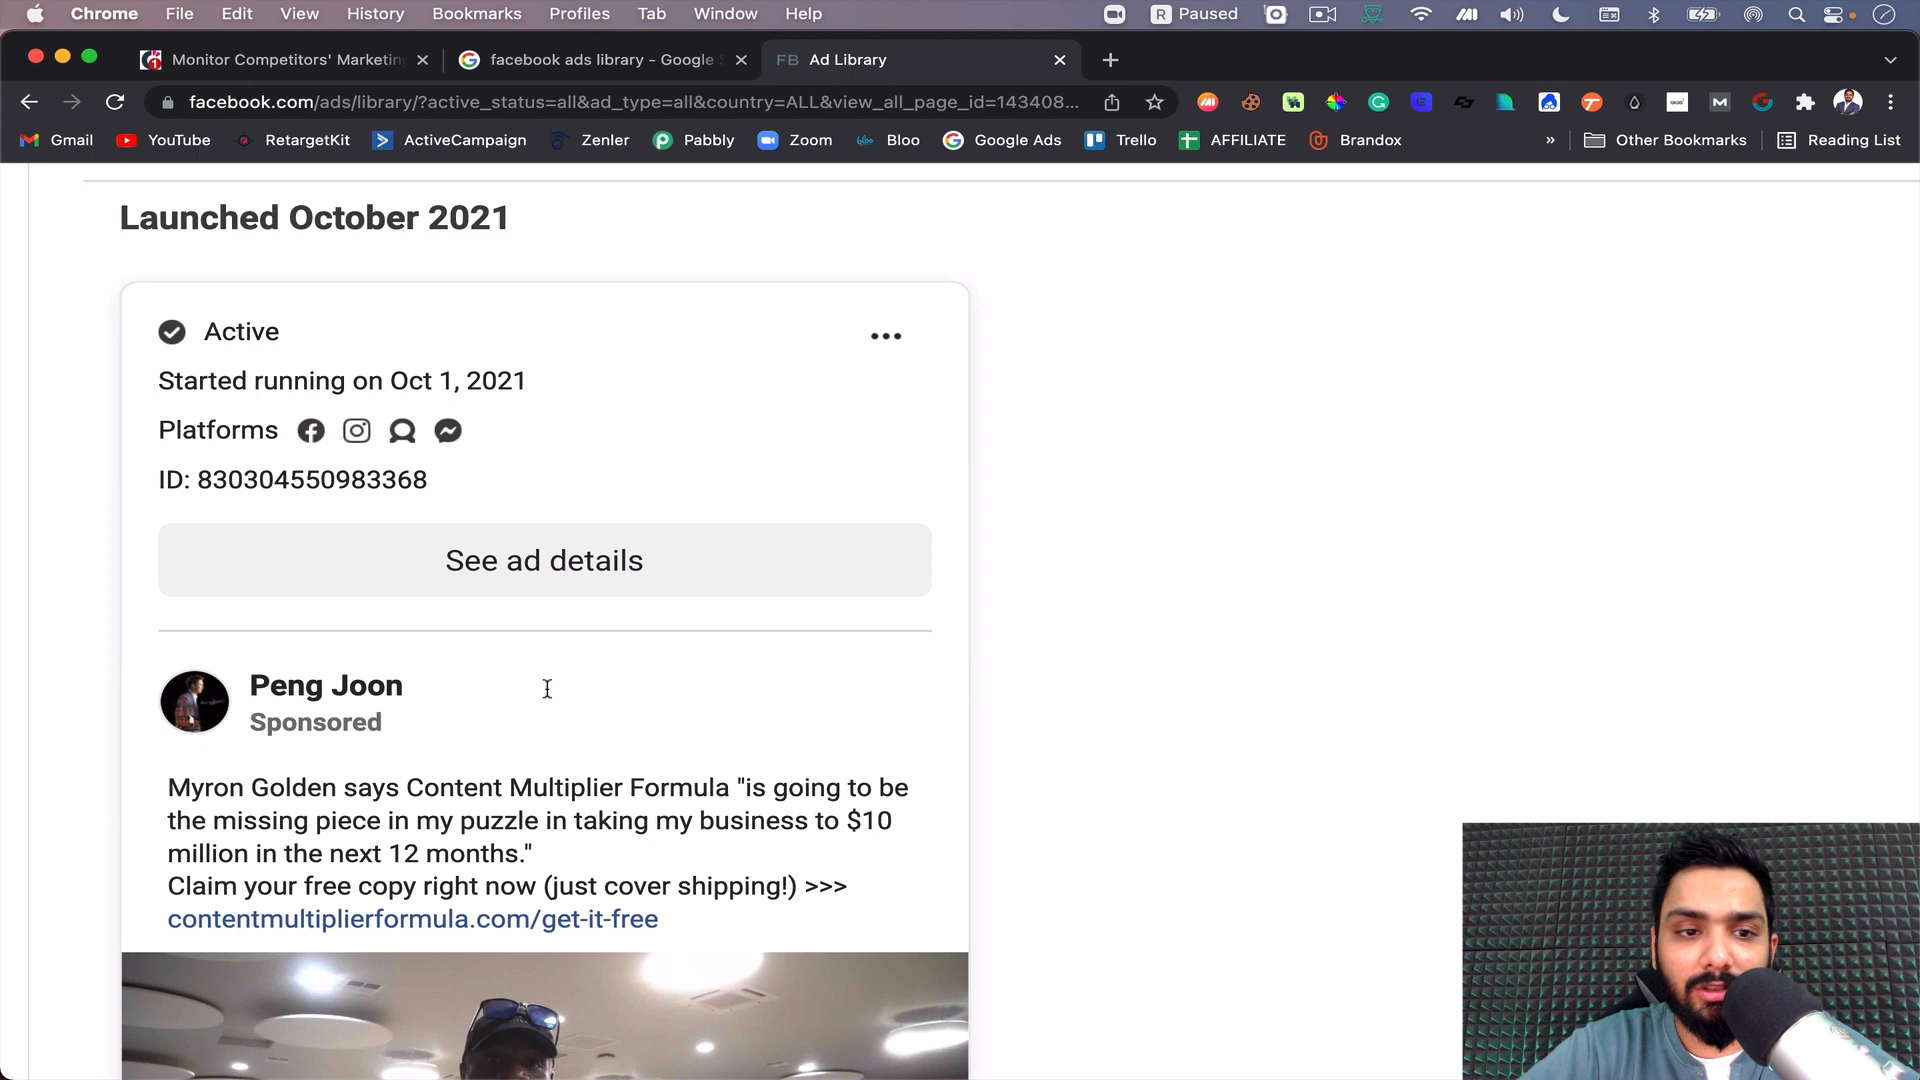 Chrome File Edit View History Bookmarks Profiles Tab Window Help R Paused
Monitor Competitors' Marketin facebook ads library - Google FB Ad Library
facebook.com/ads/library/?active_status=all&ad_type=all&country=ALL&view_all_page_id=143408...
Gmail YouTube RetargetKit ActiveCampaign Zenler Pabbly Zoom Bloo Google Ads Trello AFFILIATE Brandox » Other Bookmarks Reading List
Launched October 2021
Active
Started running on Oct 1, 2021
Platforms
ID: 830304550983368
See ad details
Peng Joon
Sponsored
Myron Golden says Content Multiplier Formula "is going to be
the missing piece in my puzzle in taking my business to $10
million in the next 12 months."
Claim your free copy right now (just cover shipping!) >>>
contentmultiplierformula.com/get-it-free